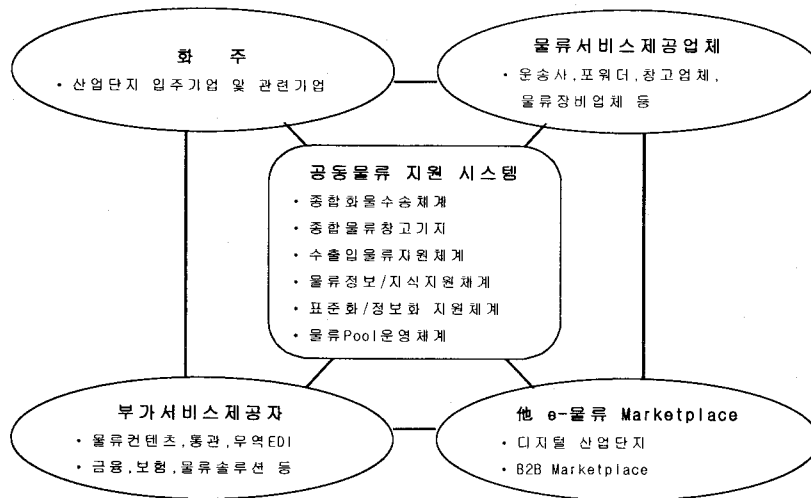 화 주
• 산업단지 입주기업 및 관련기업
물류서비스제공업체
• 운송사,포워더,창고업체,
물류장비업체 등
공동물류 지원 시스템
• 종합화물수송체계
• 종합물류창고기지
• 수출입물류지원체계
• 물류정보/지식지원체계
• 표준화/정보화 지원체계
• 물류Pool운영체계
부가서비스제공자
• 물류컨텐츠,통관,무역EDI
• 금융,보험,물류솔루션 등
他 e-물류 Marketplace
• 디지털 산업단지
• B2B Marketplace